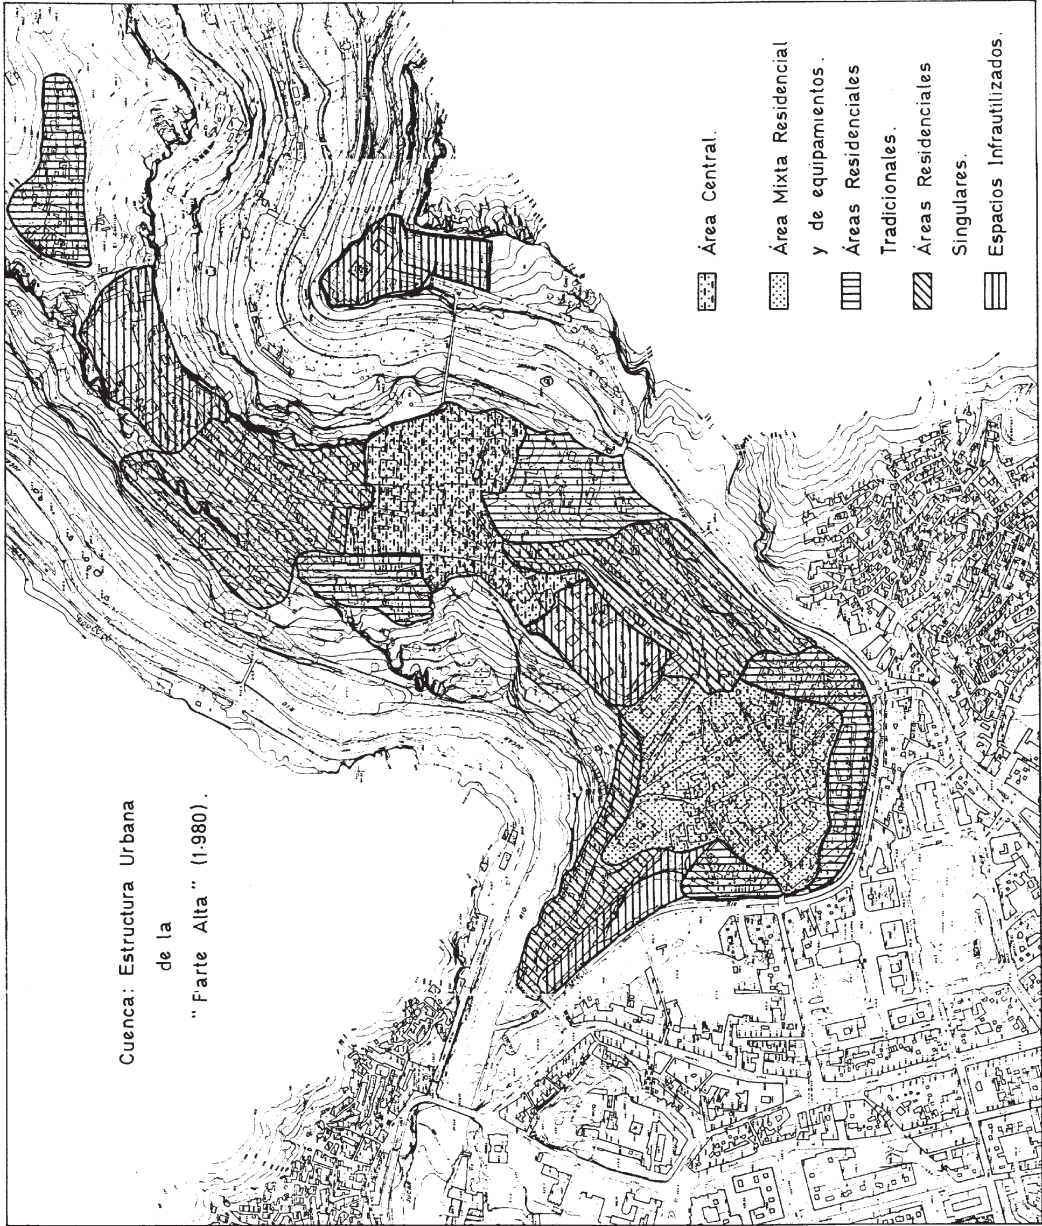 Cuenca: Estructura Urbana
de la
" Parte Alta " (1.980).
Área Central.
Área Mixta Residencial
y de equipamientos.
Áreas Residenciales
Tradicionales.
Áreas Residenciales
Singulares.
Espacios Infrautilizados.